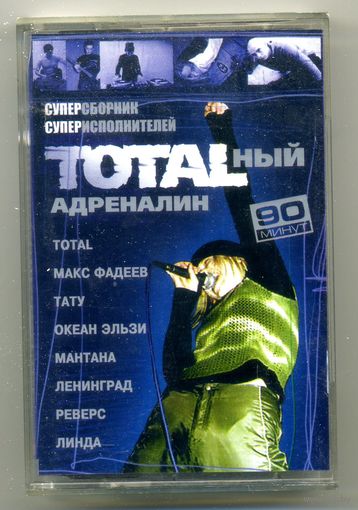 СУПЕРСБОРНИК
СУПЕРИСПОЛНИТЕЛЕЙ
TOTALНЫЙ
АДРЕНАЛИН
90
МИНУТ
TOTAL
МАКС ФАДЕЕВ
ТАТУ
ОКЕАН ЭЛЬЗИ
МАНТАНА
ЛЕНИНГРАД
РЕВЕРС
ЛИНДА